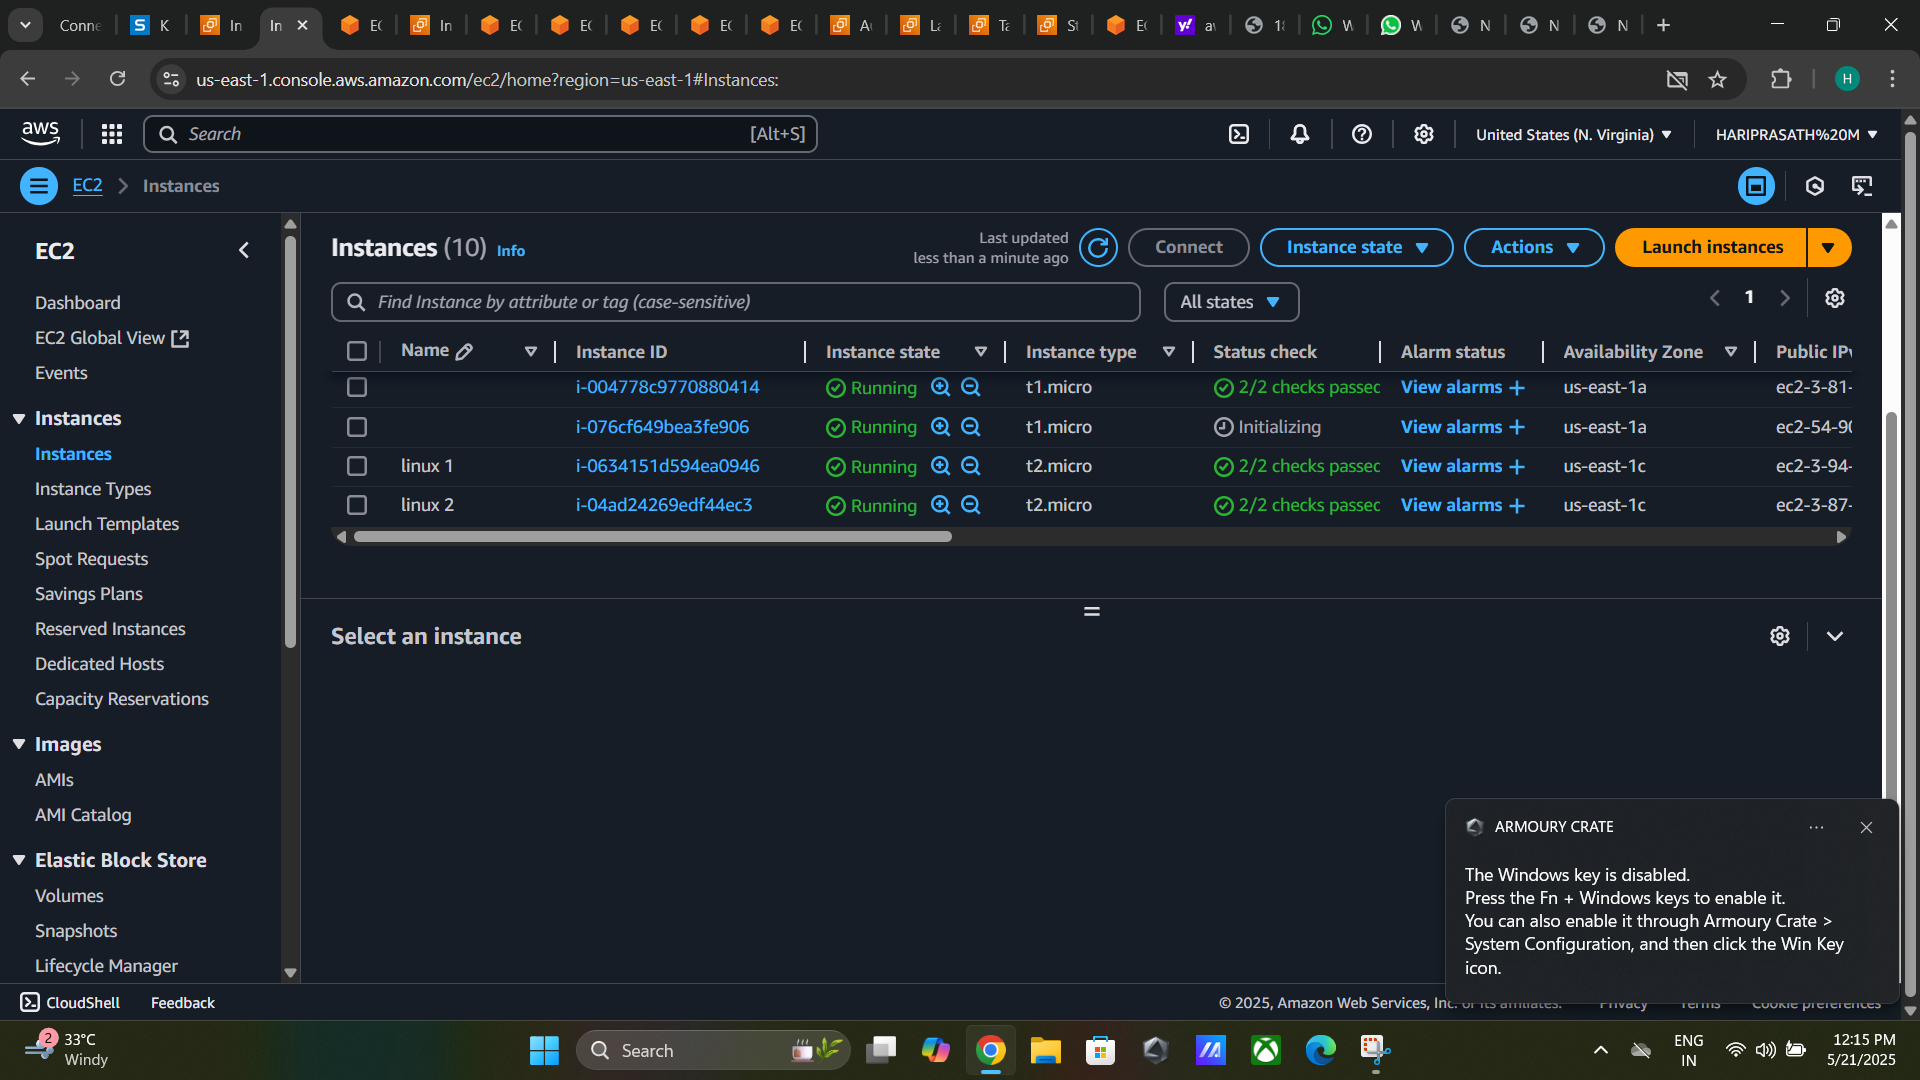 Conne
K
In
In
EC
In
EC
EC
EC
EC
EC
Au
La
Ta
St
EC
aw
18
W
W
N
N
N
us-east-1.console.aws.amazon.com/ec2/home?region=us-east-1#Instances:
H
aws
Search
[Alt+S]
United States (N. Virginia)
HARIPRASATH%20M
EC2
Instances
EC2
Dashboard
EC2 Global View
Events
Instances
Instances
Instance Types
Launch Templates
Spot Requests
Savings Plans
Reserved Instances
Dedicated Hosts
Capacity Reservations
Images
AMIs
AMI Catalog
Elastic Block Store
Volumes
Snapshots
Lifecycle Manager
Instances (10) Info
Last updated
less than a minute ago
Connect
Instance state
Actions
Launch instances
Find Instance by attribute or tag (case-sensitive)
All states
1
Name Instance ID Instance state Instance type Status check Alarm status Availability Zone Public IPv
i-004778c9770880414 Running t1.micro 2/2 checks passed View alarms + us-east-1a ec2-3-81-
i-076cf649bea3fe906 Running t1.micro Initializing View alarms + us-east-1a ec2-54-90
linux 1 i-0634151d594ea0946 Running t2.micro 2/2 checks passed View alarms + us-east-1c ec2-3-94-
linux 2 i-04ad24269edf44ec3 Running t2.micro 2/2 checks passed View alarms + us-east-1c ec2-3-87-
Select an instance
ARMOURY CRATE
The Windows key is disabled.
Press the Fn + Windows keys to enable it.
You can also enable it through Armoury Crate >
System Configuration, and then click the Win Key
icon.
CloudShell
Feedback
© 2025, Amazon Web Services, Inc. or its affiliates.
Privacy
Terms
Cookie preferences
2
33°C
Windy
Search
ENG
IN
12:15 PM
5/21/2025